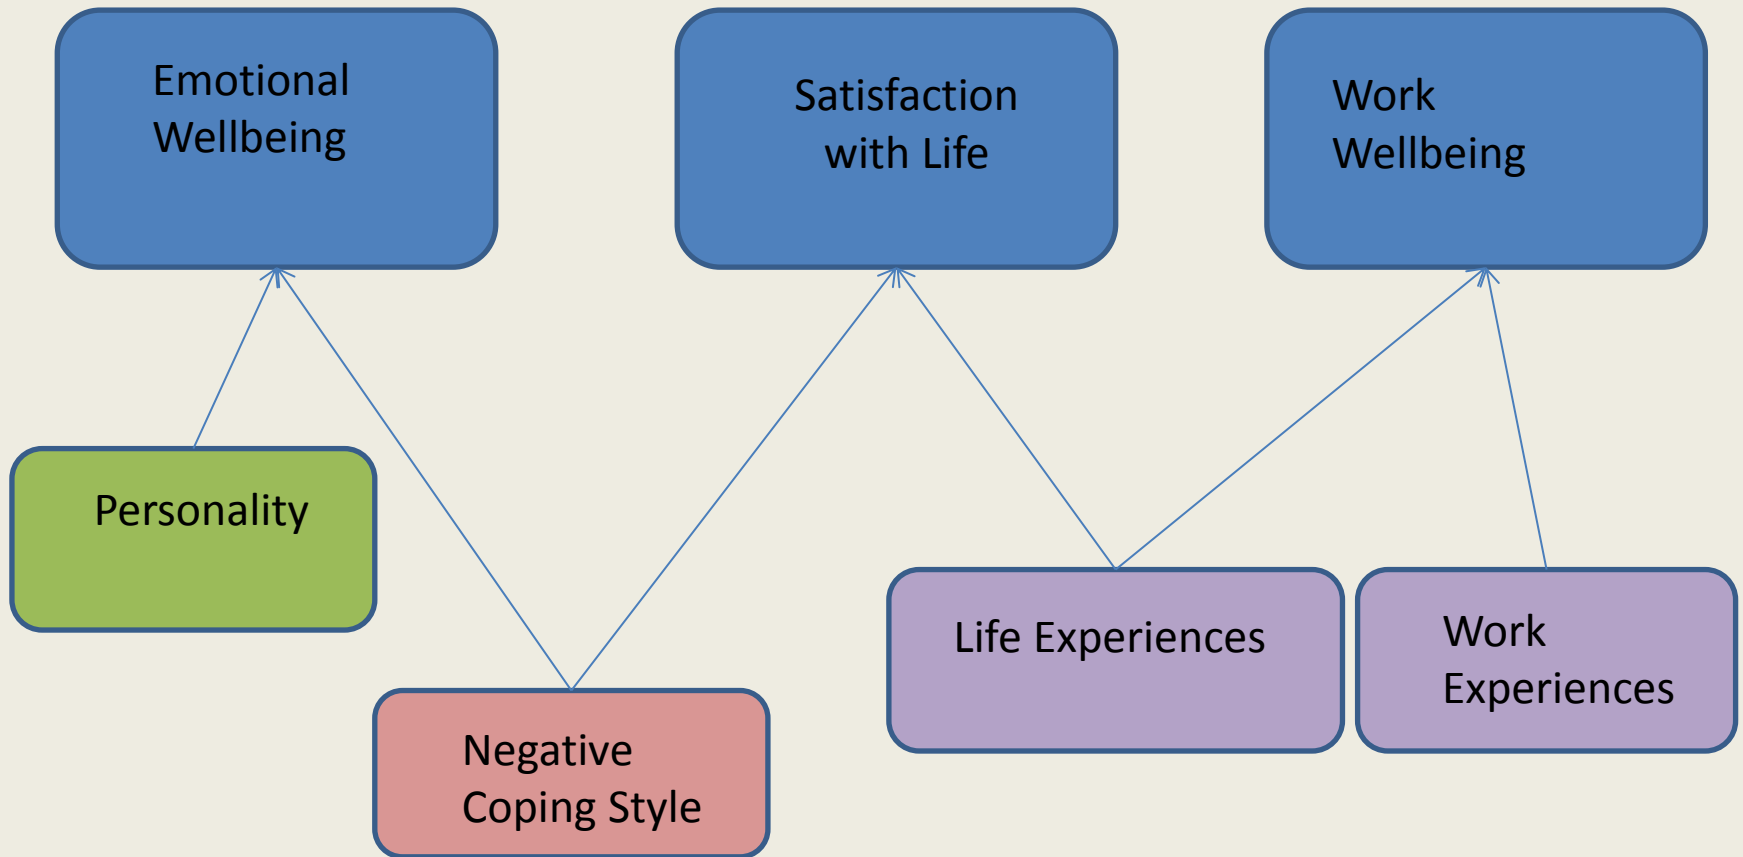 Emotional
Wellbeing
Satisfaction
with Life
Work
Wellbeing
Personality
Life Experiences
Work
Experiences
Negative
Coping Style